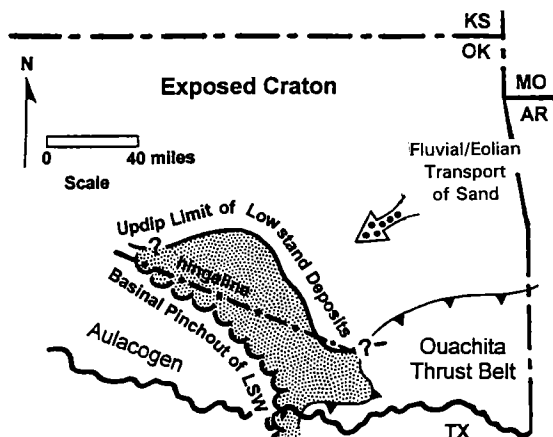 KS
OK
N
Exposed Craton
MO
AR
0 40 miles
Scale
Fluvial/Eolian
Transport
of Sand
Updip Limit of Lowstand Deposits
?
hingeline
Basinal Pinchout of LSW
?
Aulacogen
Ouachita
Thrust Belt
TX